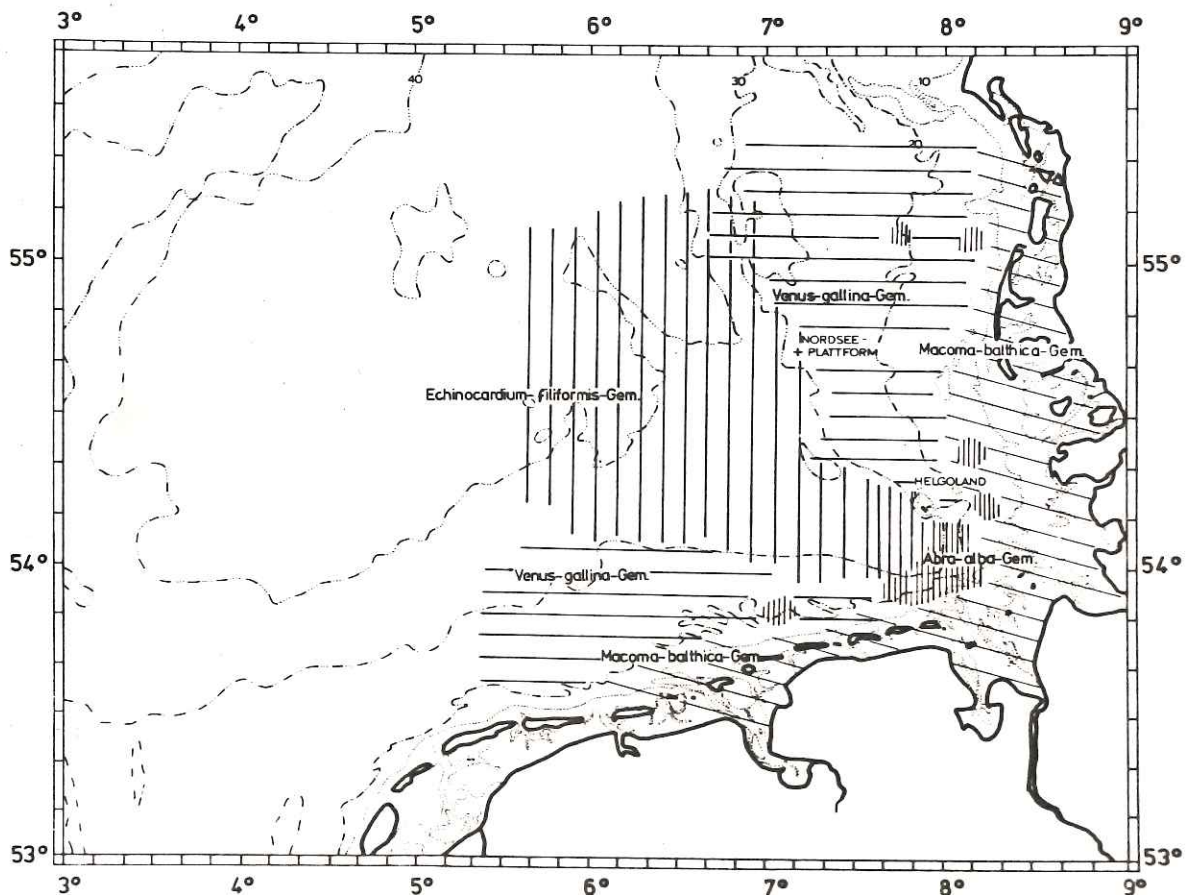 3° 4° 5° 6° 7° 8° 9°
40 30 10
20
55° 55°
Venus-gallina-Gem.
NORDSEE-
+ PLATTFORM
Macoma-balthica-Gem.
Echinocardium-filiformis-Gem.
HELGOLAND
54° 54°
Abra-alba-Gem.
Venus-gallina-Gem.
Macoma-balthica-Gem.
53° 53°
3° 4° 5° 6° 7° 8° 9°